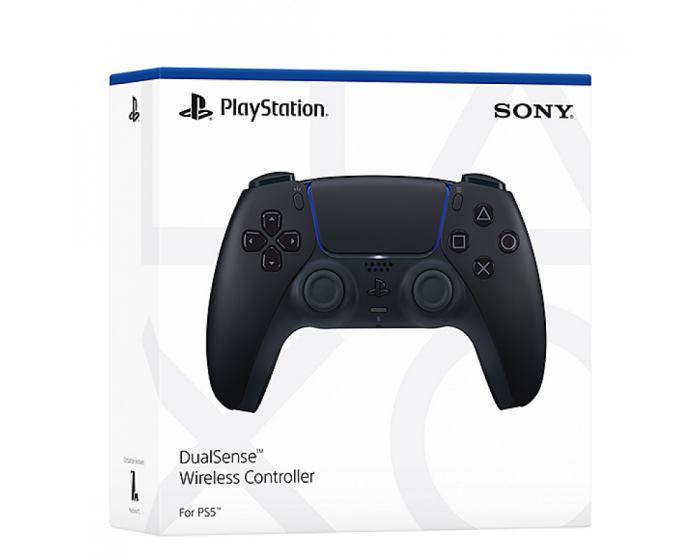 PlayStation.
SONY®
DualSense™
Wireless Controller
For PS5™